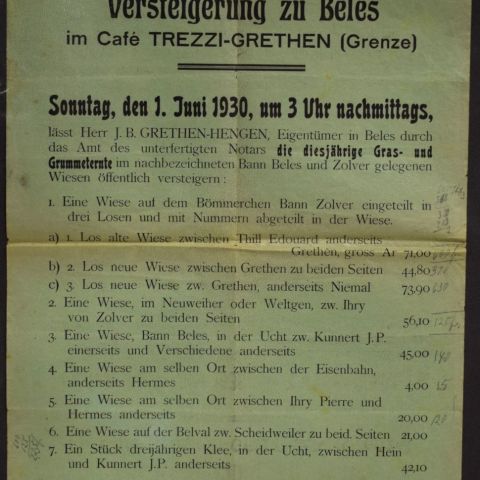 Versteigerung zu Beles
im Café TREZZI-GRETHEN (Grenze)
Sonntag, den 1. Juni 1930, um 3 Uhr nachmittags,
lässt Herr J. B. GRETHEN-HENGEN, Eigentümer in Beles durch
das Amt des unterfertigten Notars die diesjährige Gras- und
Grummeternte im nachbezeichneten Bann Beles und Zolver gelegenen
Wiesen öffentlich versteigern :
1. Eine Wiese auf dem Bömmerchen Bann Zolver eingeteilt in
drei Losen und mit Nummern abgeteilt in der Wiese.
a) 1. Los alte Wiese zwischen Thill Edouard anderseits
Grethen, gross Ar 71,00
b) 2. Los neue Wiese zwischen Grethen zu beiden Seiten 44,80
c) 3. Los neue Wiese zw. Grethen, anderseits Niemal 73,90
2. Eine Wiese, im Neuweiher oder Weltgen, zw. Ihry
von Zolver zu beiden Seiten 56,10
3. Eine Wiese, Bann Beles, in der Ucht zw. Kunnert J.P.
einerseits und Verschiedene anderseits 45,00 140
4. Eine Wiese am selben Ort zwischen der Eisenbahn,
anderseits Hermes 4,00
5. Eine Wiese am selben Ort zwischen Ihry Pierre und
Hermes anderseits 20,00
6. Eine Wiese auf der Belval zw. Scheidweiler zu beid. Seiten 21,00
7. Ein Stück dreijährigen Klee, in der Ucht, zwischen Hein
und Kunnert J.P. anderseits 42,10